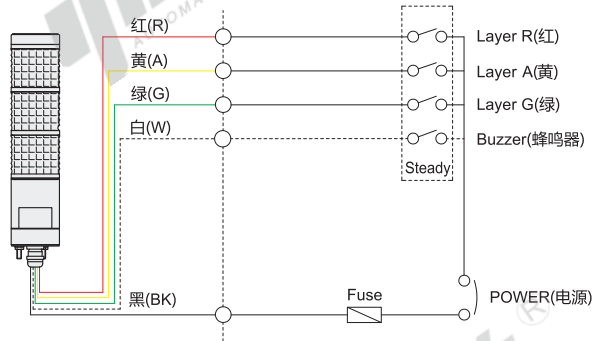 红(R)
Layer R(红)
黄(A)
Layer A(黄)
绿(G)
Layer G(绿)
白(W)
Buzzer(蜂鸣器)
Steady
黑(BK)
Fuse
POWER(电源)
®